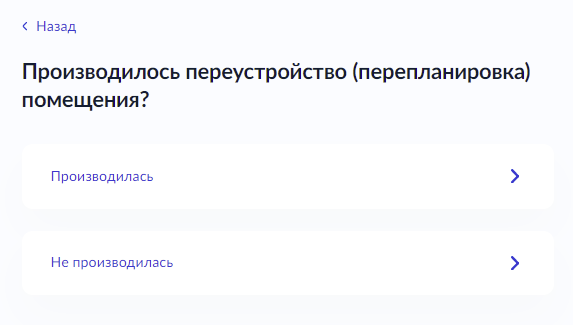 Назад
Производилось переустройство (перепланировка)
помещения?
Производилась
Не производилась